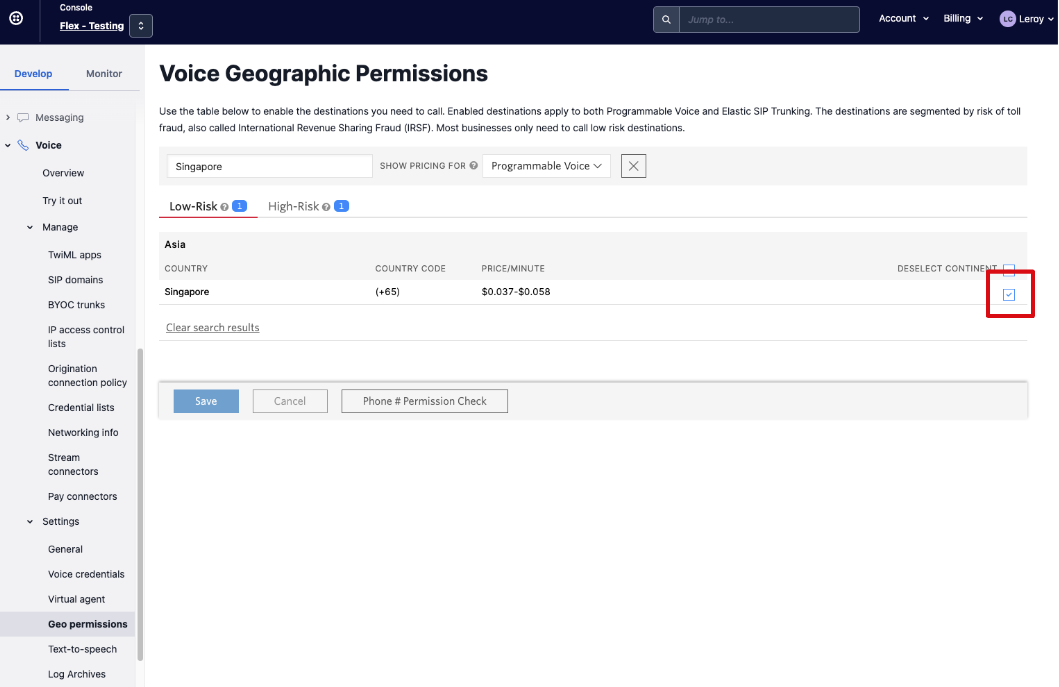 Console
Flex - Testing
Jump to...
Account
Billing
LC
Leroy
Develop
Monitor
Messaging
Voice
Overview
Try it out
Manage
TwiML apps
SIP domains
BYOC trunks
IP access control
lists
Origination
connection policy
Credential lists
Networking info
Stream
connectors
Pay connectors
Settings
General
Voice credentials
Virtual agent
Geo permissions
Text-to-speech
Log Archives
Voice Geographic Permissions
Use the table below to enable the destinations you need to call. Enabled destinations apply to both Programmable Voice and Elastic SIP Trunking. The destinations are segmented by risk of toll
fraud, also called International Revenue Sharing Fraud (IRSF). Most businesses only need to call low risk destinations.
Singapore
SHOW PRICING FOR ?
Programmable Voice
Low-Risk ? 1
High-Risk ? 1
Asia
COUNTRY COUNTRY CODE PRICE/MINUTE DESELECT CONTINENT
Singapore (+65) $0.037-$0.058
Clear search results
Save
Cancel
Phone # Permission Check